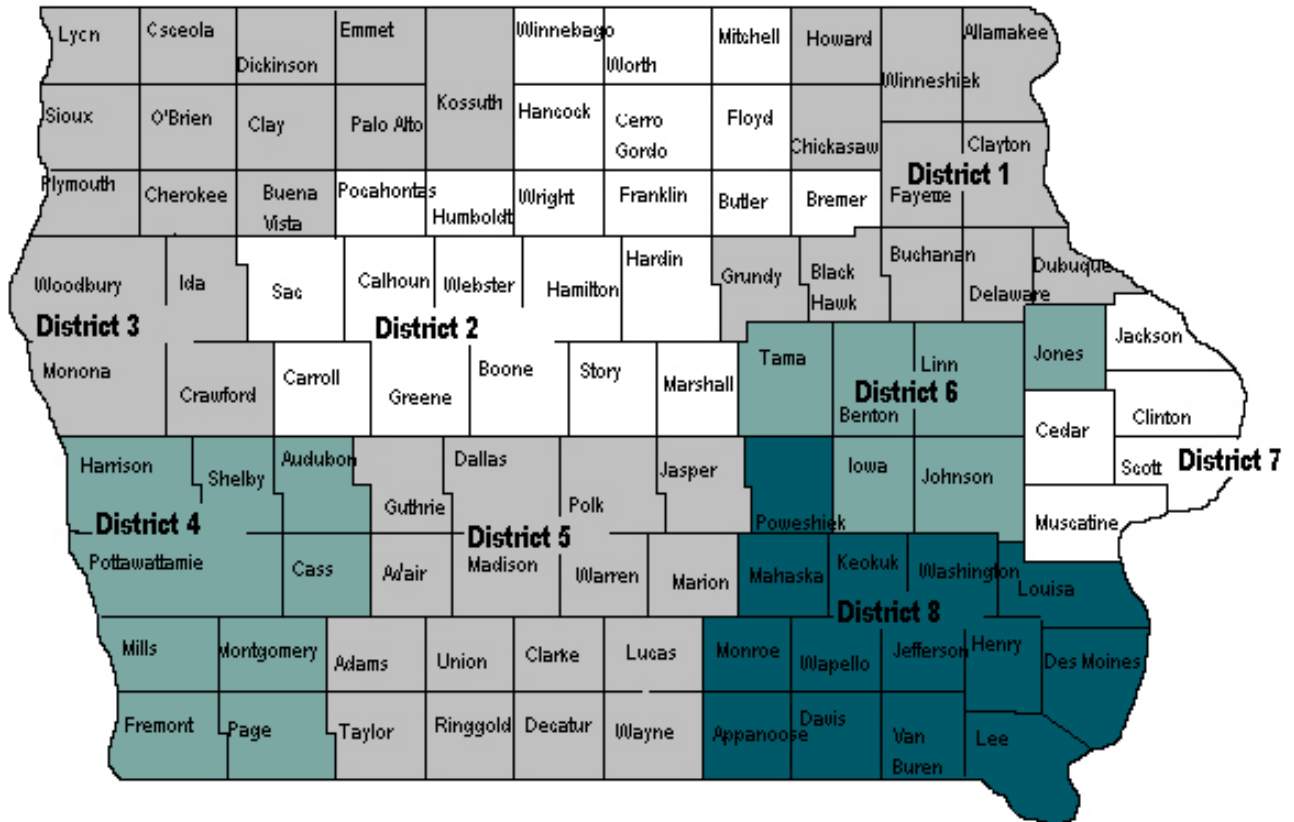 Lycn
Csceola
Dickinson
Emmet
Winnebago
Worth
Mitchell
Howard
Winneshiek
Allamakee
Sioux
O'Brien
Clay
Palo Alto
Kossuth
Hancock
Cerro
Gordo
Floyd
Chickasaw
Clayton
District 1
Plymouth
Cherokee
Buena
Vista
Pocahontas
Humboldt
Wright
Franklin
Butler
Bremer
Fayette
Woodbury
Ida
Sac
Calhoun
Webster
Hamilton
Hardin
Grundy
Black
Hawk
Buchanan
Delaware
Dubuque
District 3
District 2
Monona
Crawford
Carroll
Greene
Boone
Story
Marshall
Tama
Benton
Linn
District 6
Jones
Jackson
Clinton
Cedar
Scott
District 7
Harrison
Shelby
Audubon
Guthrie
Dallas
Polk
Jasper
Poweshiek
Iowa
Johnson
Muscatine
District 4
District 5
Pottawattamie
Cass
Adair
Madison
Warren
Marion
Mahaska
Keokuk
Washington
Louisa
District 8
Mills
Montgomery
Adams
Union
Clarke
Lucas
Monroe
Wapello
Jefferson
Henry
Des Moines
Fremont
Page
Taylor
Ringgold
Decatur
Wayne
Appanoose
Davis
Van
Buren
Lee